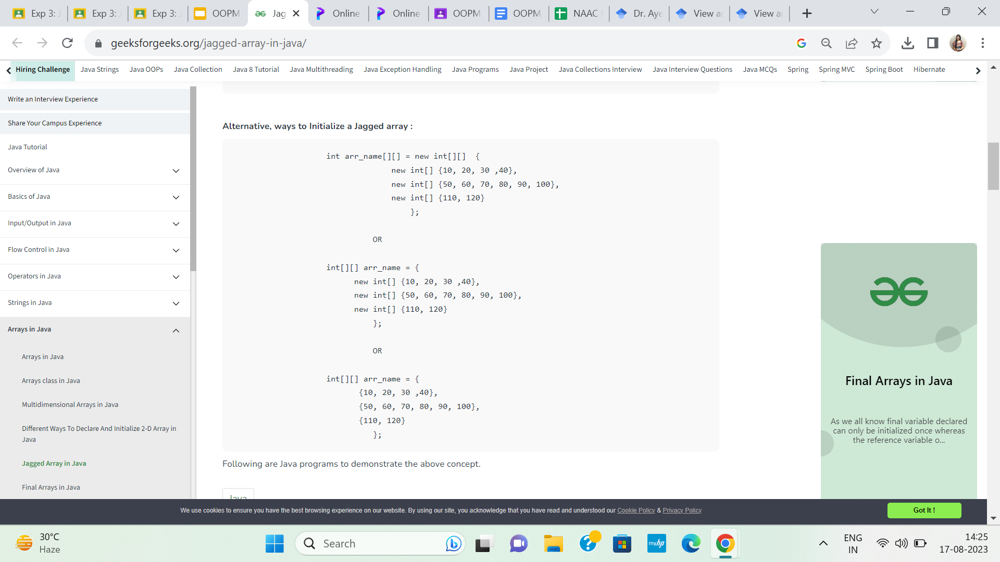 Exp 3: J
Exp 3: J
Exp 3: J
OOPM
Jag
Online
Online
OOPM
OOPM
NAAC
Dr. Aye
View a
View a
geeksforgeeks.org/jagged-array-in-java/
Hiring Challenge Java Strings Java OOPs Java Collection Java 8 Tutorial Java Multithreading Java Exception Handling Java Programs Java Project Java Collections Interview Java Interview Questions Java MCQs Spring Spring MVC Spring Boot Hibernate
Write an Interview Experience
Share Your Campus Experience
Java Tutorial
Overview of Java
Basics of Java
Input/Output in Java
Flow Control in Java
Operators in Java
Strings in Java
Arrays in Java
Arrays in Java
Arrays class in Java
Multidimensional Arrays in Java
Different Ways To Declare And Initialize 2-D Array in
Java
Jagged Array in Java
Final Arrays in Java
Alternative, ways to Initialize a Jagged array :
int arr_name[][] = new int[][]  {
new int[] {10, 20, 30 ,40},
new int[] {50, 60, 70, 80, 90, 100},
new int[] {110, 120}
};
OR
int[][] arr_name = {
new int[] {10, 20, 30 ,40},
new int[] {50, 60, 70, 80, 90, 100},
new int[] {110, 120}
};
OR
int[][] arr_name = {
{10, 20, 30 ,40},
{50, 60, 70, 80, 90, 100},
{110, 120}
};
Following are Java programs to demonstrate the above concept.
Java
Final Arrays in Java
As we all know final variable declared
can only be initialized once whereas
the reference variable o...
We use cookies to ensure you have the best browsing experience on our website. By using our site, you acknowledge that you have read and understood our Cookie Policy & Privacy Policy
Got It !
30°C
Haze
Search
myhp
ENG
IN
14:25
17-08-2023